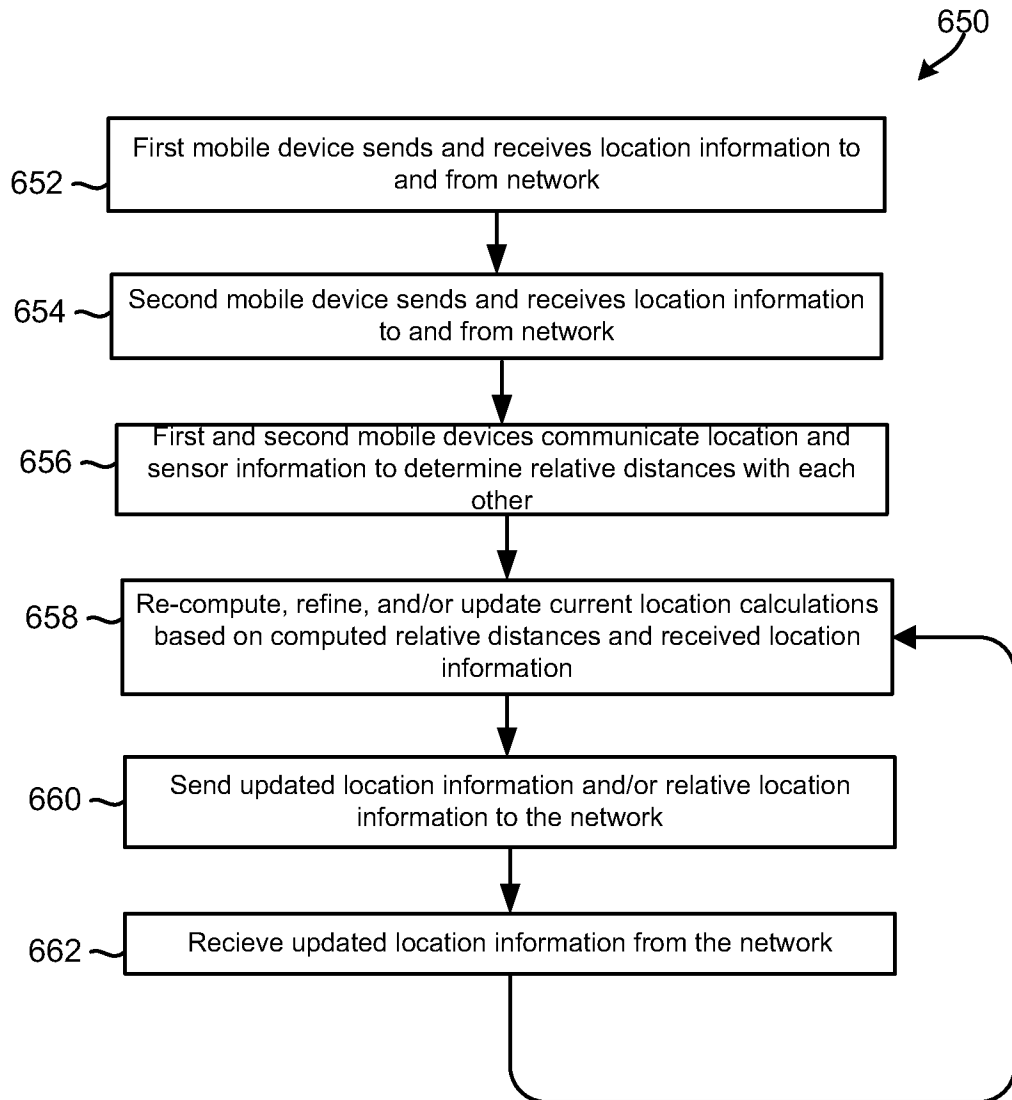 650
652
First mobile device sends and receives location information to
and from network
654
Second mobile device sends and receives location information
to and from network
656
First and second mobile devices communicate location and
sensor information to determine relative distances with each
other
658
Re-compute, refine, and/or update current location calculations
based on computed relative distances and received location
information
660
Send updated location information and/or relative location
information to the network
662
Recieve updated location information from the network